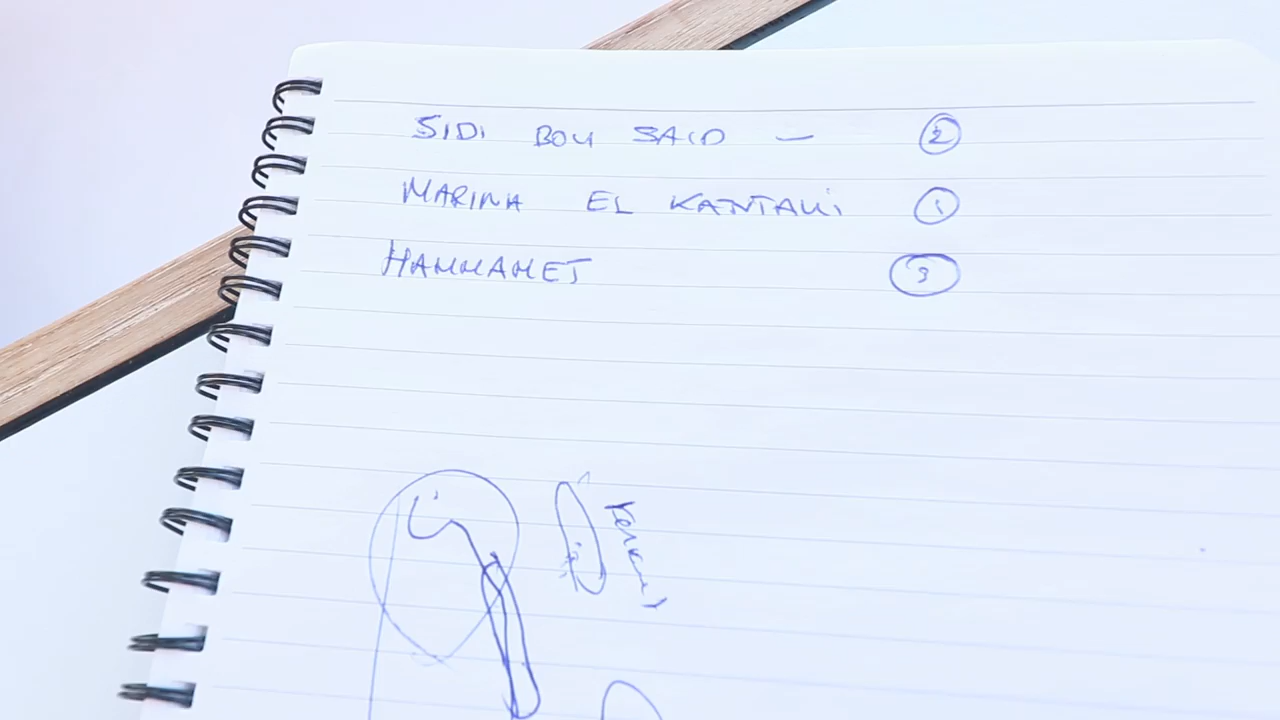 SIDI BOU SAID — 2
MARINA EL KANTAUI 1
HAMMAMET 3